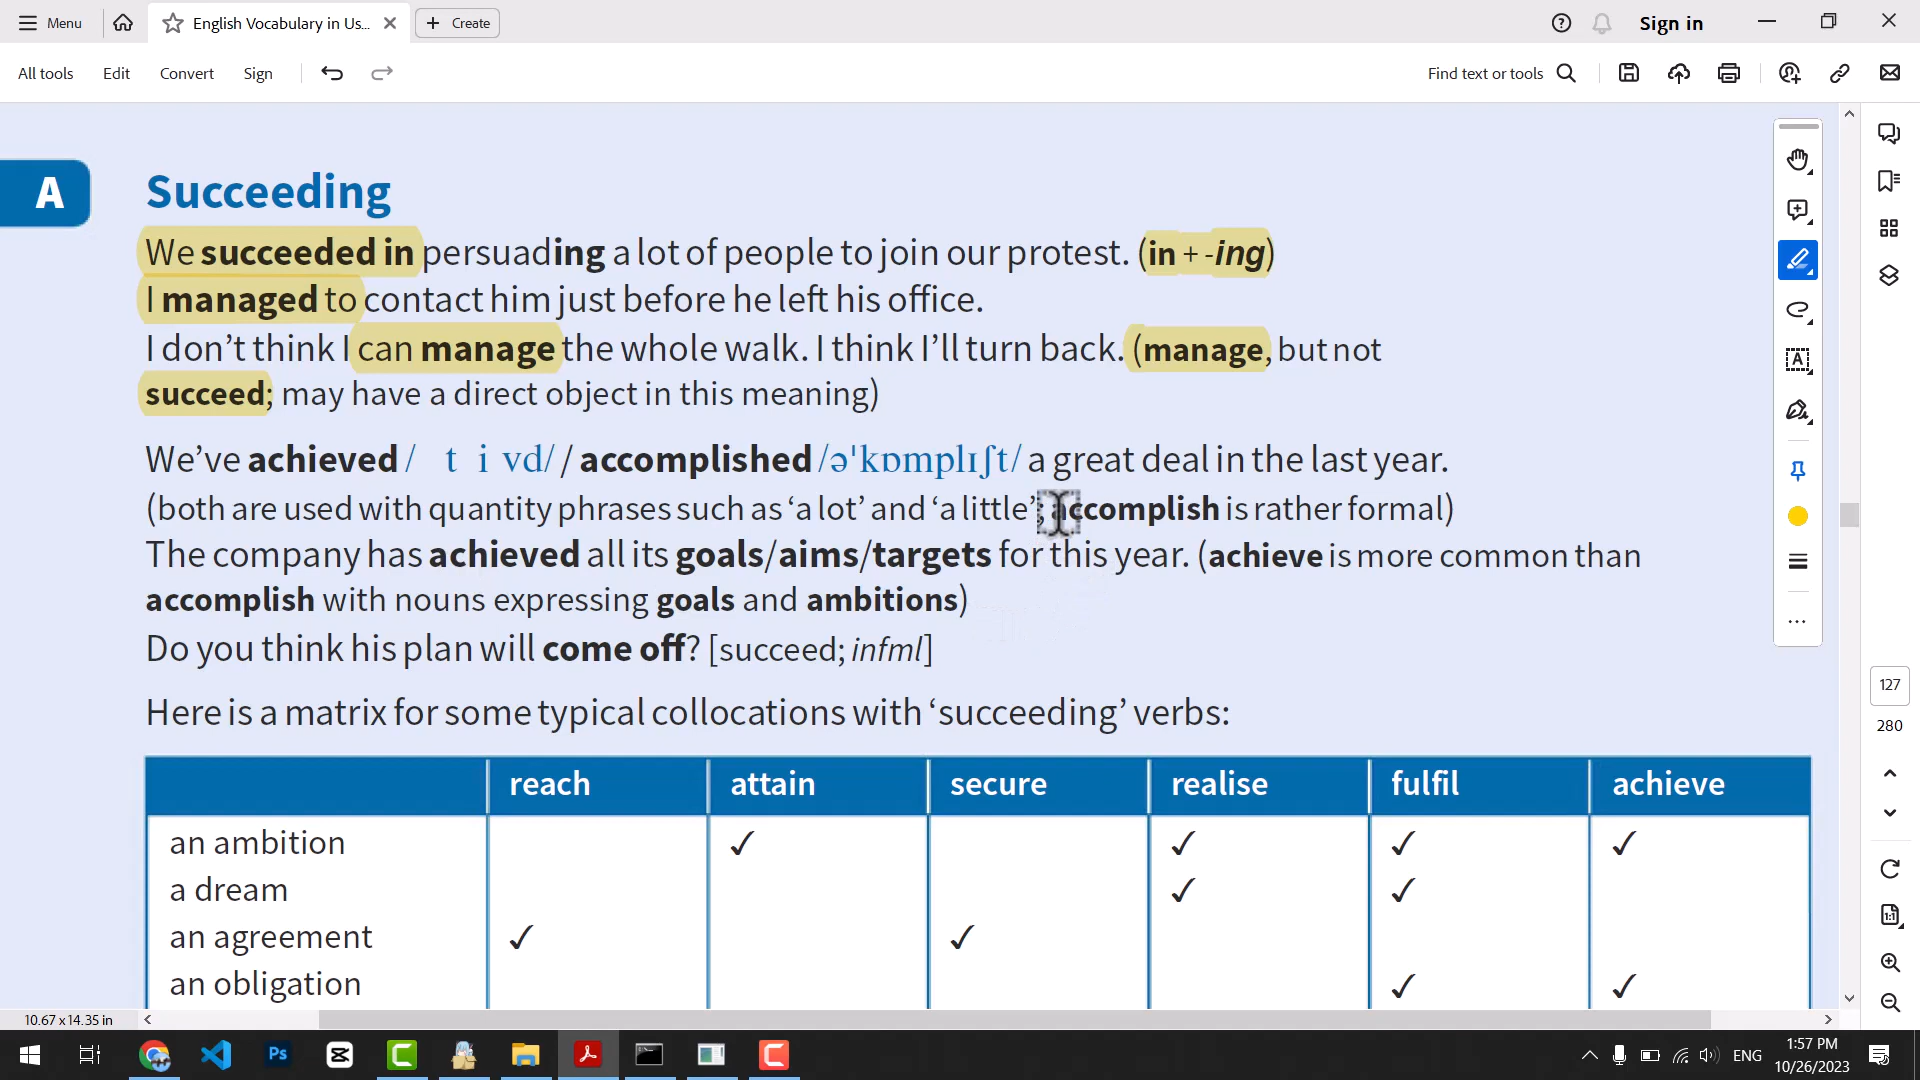 Menu
English Vocabulary in Us...
Create
Sign in
All tools
Edit
Convert
Sign
Find text or tools
A
Succeeding
We succeeded in persuading a lot of people to join our protest. (in + -ing)
I managed to contact him just before he left his office.
I don't think I can manage the whole walk. I think I'll turn back. (manage, but not
succeed; may have a direct object in this meaning)
We've achieved / t i vd/ / accomplished /əˈkɒmplɪʃt/ a great deal in the last year.
(both are used with quantity phrases such as 'a lot' and 'a little'; accomplish is rather formal)
The company has achieved all its goals/aims/targets for this year. (achieve is more common than
accomplish with nouns expressing goals and ambitions)
Do you think his plan will come off? [succeed; infml]
Here is a matrix for some typical collocations with 'succeeding' verbs:
reach attain secure realise fulfil achieve
an ambition ✓ ✓ ✓ ✓
a dream ✓ ✓
an agreement ✓ ✓
an obligation ✓ ✓
127
280
10.67 x 14.35 in
ENG
1:57 PM
10/26/2023